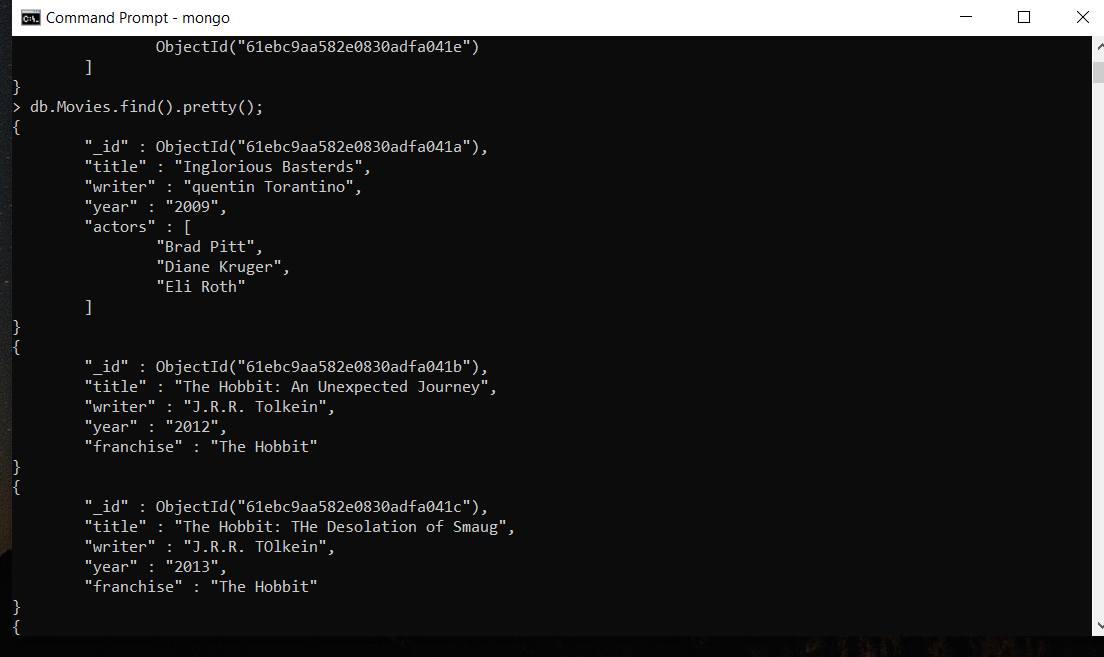 Command Prompt - mongo
ObjectId("61ebc9aa582e0830adfa041e")
]
}
> db.Movies.find().pretty();
{
"_id" : ObjectId("61ebc9aa582e0830adfa041a"),
"title" : "Inglorious Basterds",
"writer" : "quentin Torantino",
"year" : "2009",
"actors" : [
"Brad Pitt",
"Diane Kruger",
"Eli Roth"
]
}
{
"_id" : ObjectId("61ebc9aa582e0830adfa041b"),
"title" : "The Hobbit: An Unexpected Journey",
"writer" : "J.R.R. Tolkein",
"year" : "2012",
"franchise" : "The Hobbit"
}
{
"_id" : ObjectId("61ebc9aa582e0830adfa041c"),
"title" : "The Hobbit: THe Desolation of Smaug",
"writer" : "J.R.R. TOlkein",
"year" : "2013",
"franchise" : "The Hobbit"
}
{